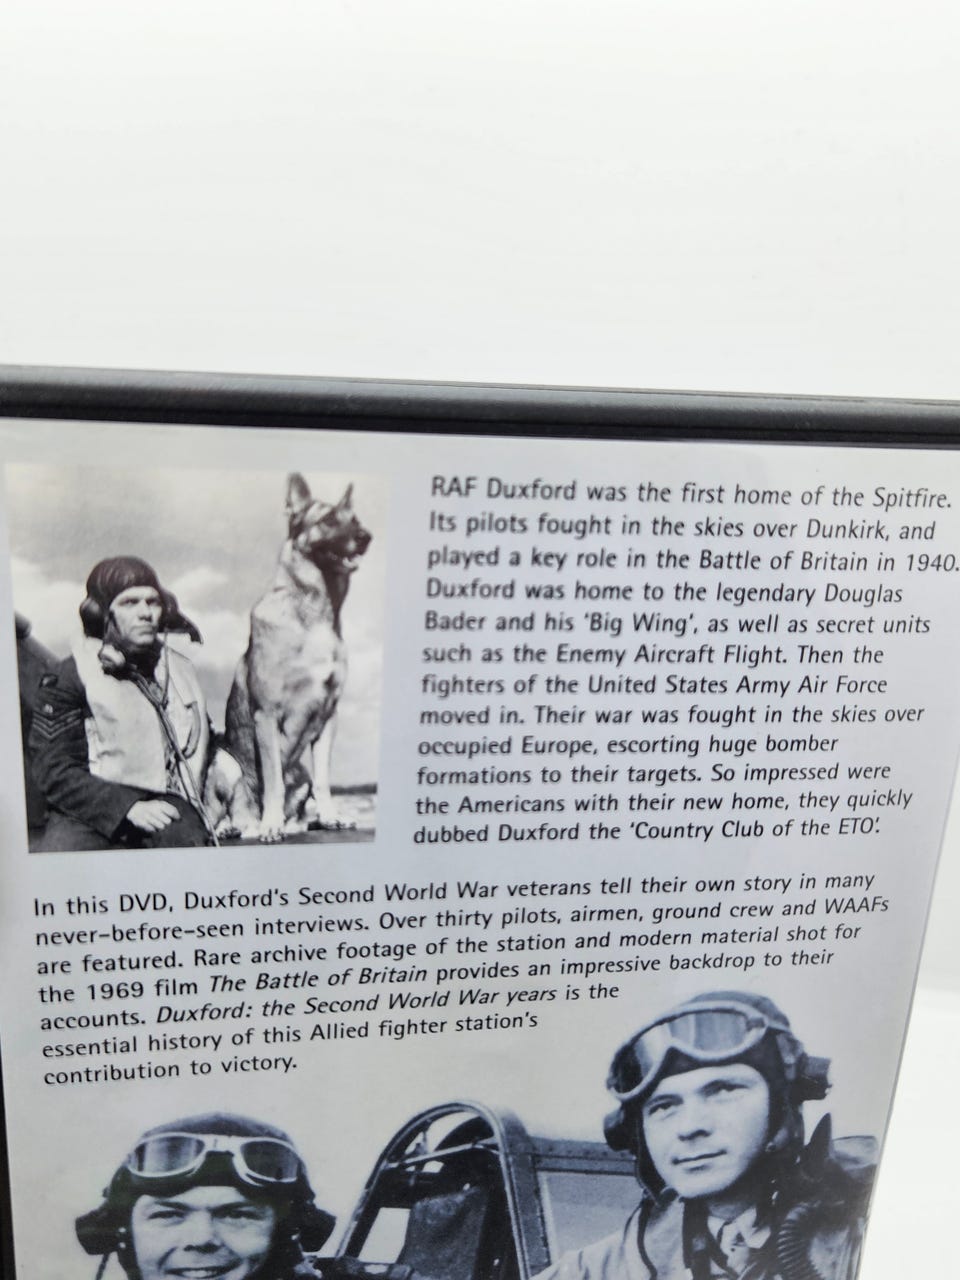 RAF Duxford was the first home of the Spitfire.
Its pilots fought in the skies over Dunkirk, and
played a key role in the Battle of Britain in 1940.
Duxford was home to the legendary Douglas
Bader and his 'Big Wing', as well as secret units
such as the Enemy Aircraft Flight. Then the
fighters of the United States Army Air Force
moved in. Their war was fought in the skies over
occupied Europe, escorting huge bomber
formations to their targets. So impressed were
the Americans with their new home, they quickly
dubbed Duxford the 'Country Club of the ETO'.
In this DVD, Duxford's Second World War veterans tell their own story in many
never-before-seen interviews. Over thirty pilots, airmen, ground crew and WAAFs
are featured. Rare archive footage of the station and modern material shot for
the 1969 film The Battle of Britain provides an impressive backdrop to their
accounts. Duxford: the Second World War years is the
essential history of this Allied fighter station's
contribution to victory.